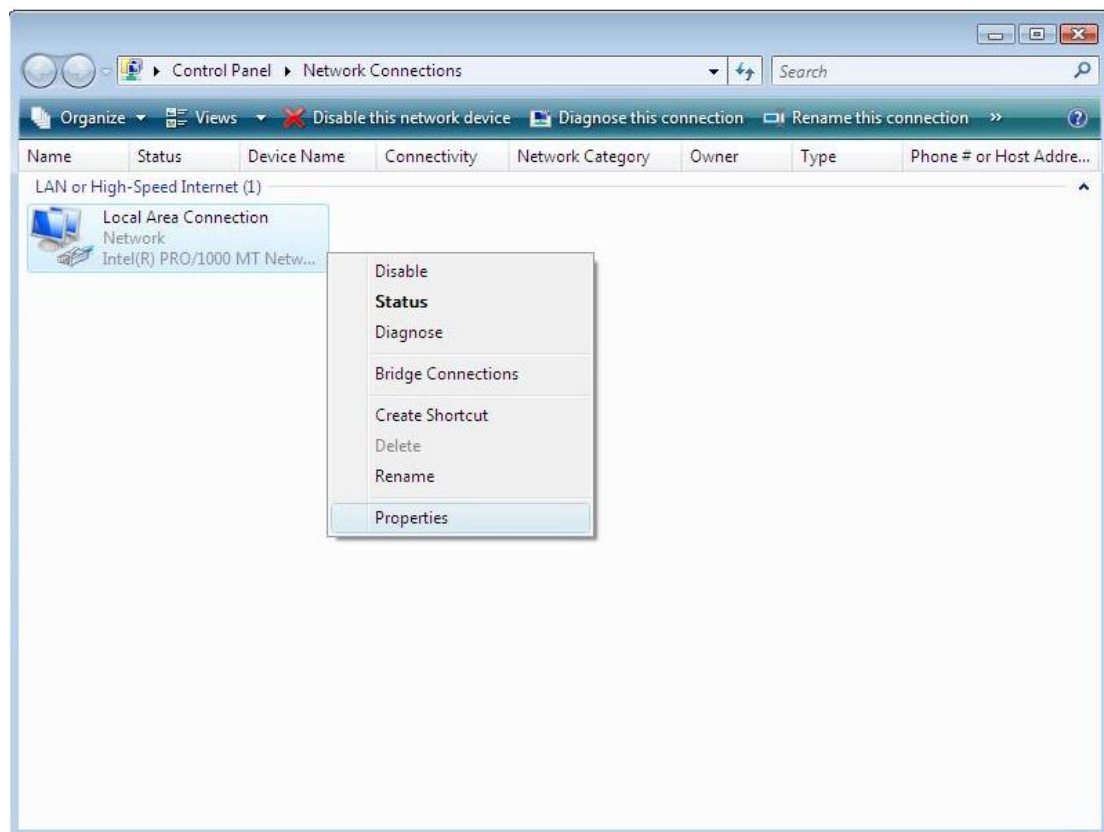 Control Panel Network Connections Search
Organize Views Disable this network device Diagnose this connection Rename this connection »
Name Status Device Name Connectivity Network Category Owner Type Phone # or Host Addre...
LAN or High-Speed Internet (1)
Local Area Connection
Network
Intel(R) PRO/1000 MT Netw...
Disable
Status
Diagnose
Bridge Connections
Create Shortcut
Delete
Rename
Properties